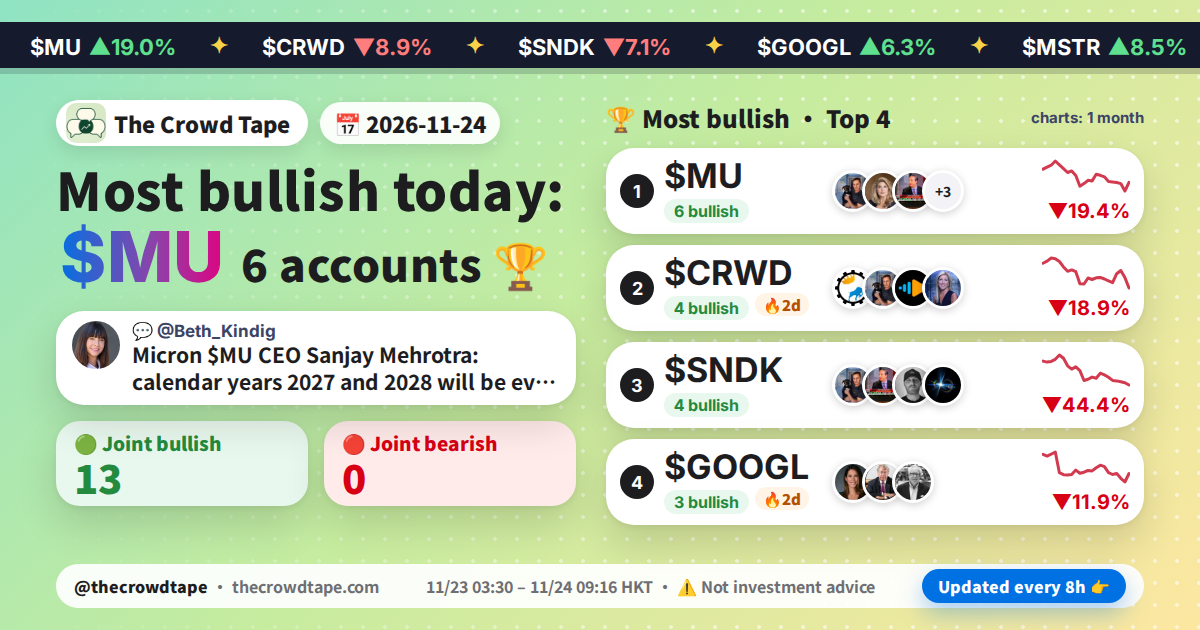 $MU ▲19.0% ✦ $CRWD ▼8.9% ✦ $SNDK ▼7.1% ✦ $GOOGL ▲6.3% ✦ $MSTR ▲8.5%
The Crowd Tape
📅 2026-11-24
Most bullish today:
$MU 6 accounts 🏆
💬 @Beth_Kindig
Micron $MU CEO Sanjay Mehrotra:
calendar years 2027 and 2028 will be ev…
🟢 Joint bullish
13
🔴 Joint bearish
0
🏆 Most bullish • Top 4
charts: 1 month
1 $MU
6 bullish
+3
▼19.4%
2 $CRWD
4 bullish 🔥2d
▼18.9%
3 $SNDK
4 bullish
▼44.4%
4 $GOOGL
3 bullish 🔥2d
▼11.9%
@thecrowdtape • thecrowdtape.com
11/23 03:30 – 11/24 09:16 HKT • ⚠️ Not investment advice
Updated every 8h 👉